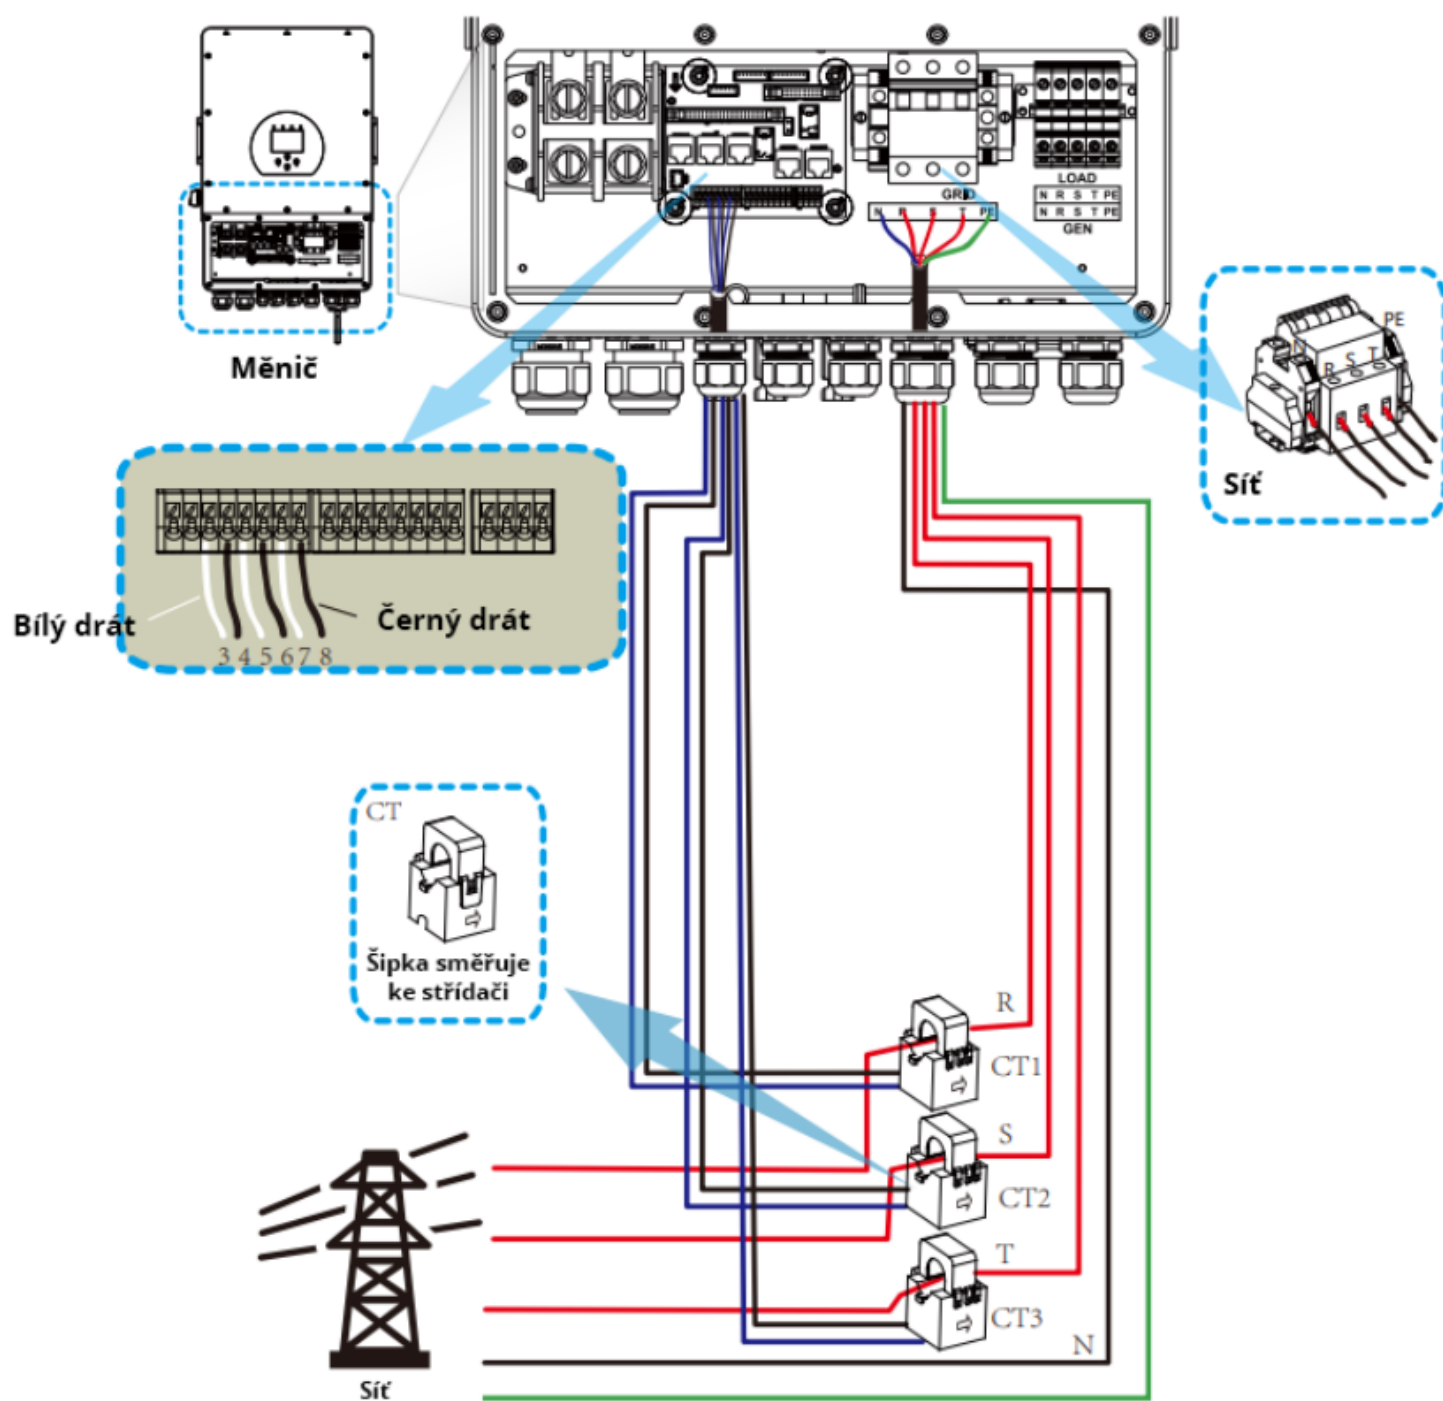 LOAD
N R S T PE
N R S T PE
GEN
GRID
N R S T PE
Měnič
PE
R S T
Síť
Bílý drát
Černý drát
3 4 5 6 7 8
CT
Šipka směřuje
ke střídači
R
CT1
S
CT2
T
CT3
N
Síť